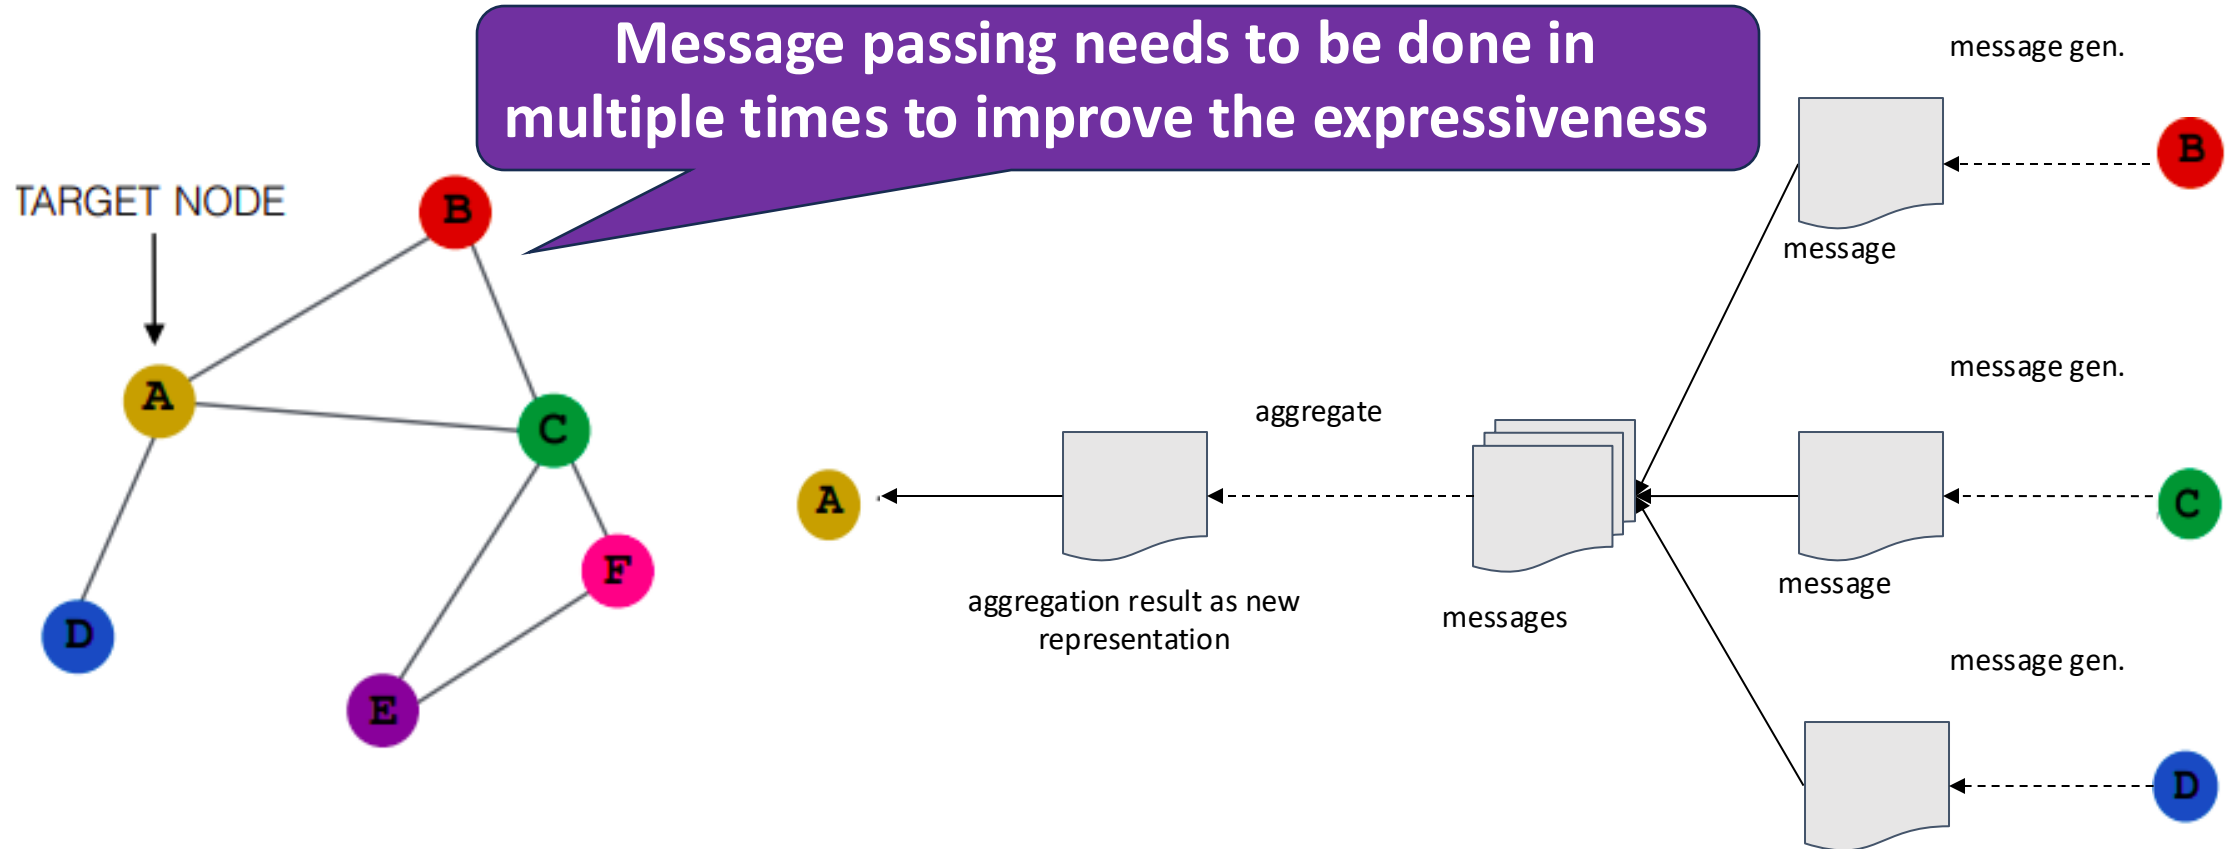 Message passing needs to be done in
multiple times to improve the expressiveness
TARGET NODE
B
A
C
F
D
E
A
aggregate
aggregation result as new
representation
messages
message gen.
B
message
message gen.
C
message
message gen.
D